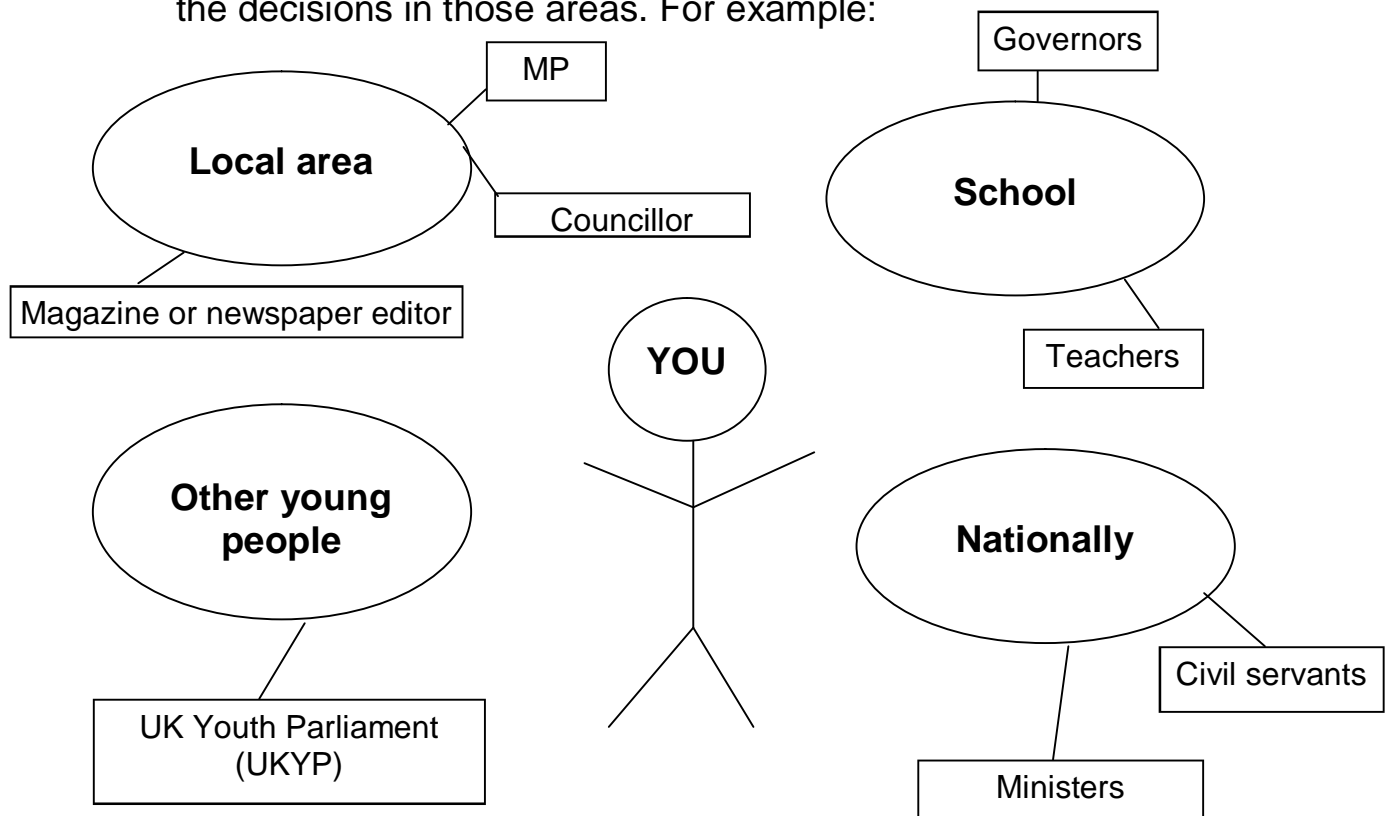 the decisions in those areas. For example:
Governors
MP
Local area
School
Councillor
Magazine or newspaper editor
Teachers
YOU
Other young
people
Nationally
Civil servants
UK Youth Parliament
(UKYP)
Ministers